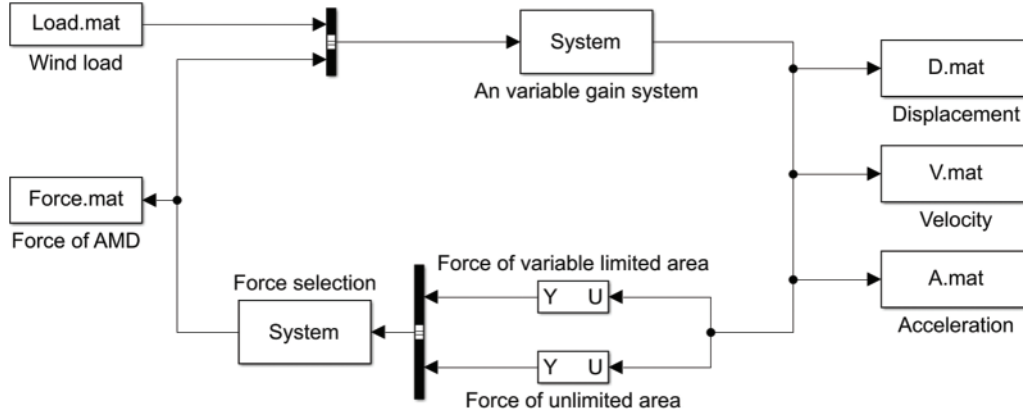 Load.mat
Wind load
System
An variable gain system
D.mat
Displacement
V.mat
Velocity
A.mat
Acceleration
Force.mat
Force of AMD
Force selection
System
Force of variable limited area
Y U
Y U
Force of unlimited area